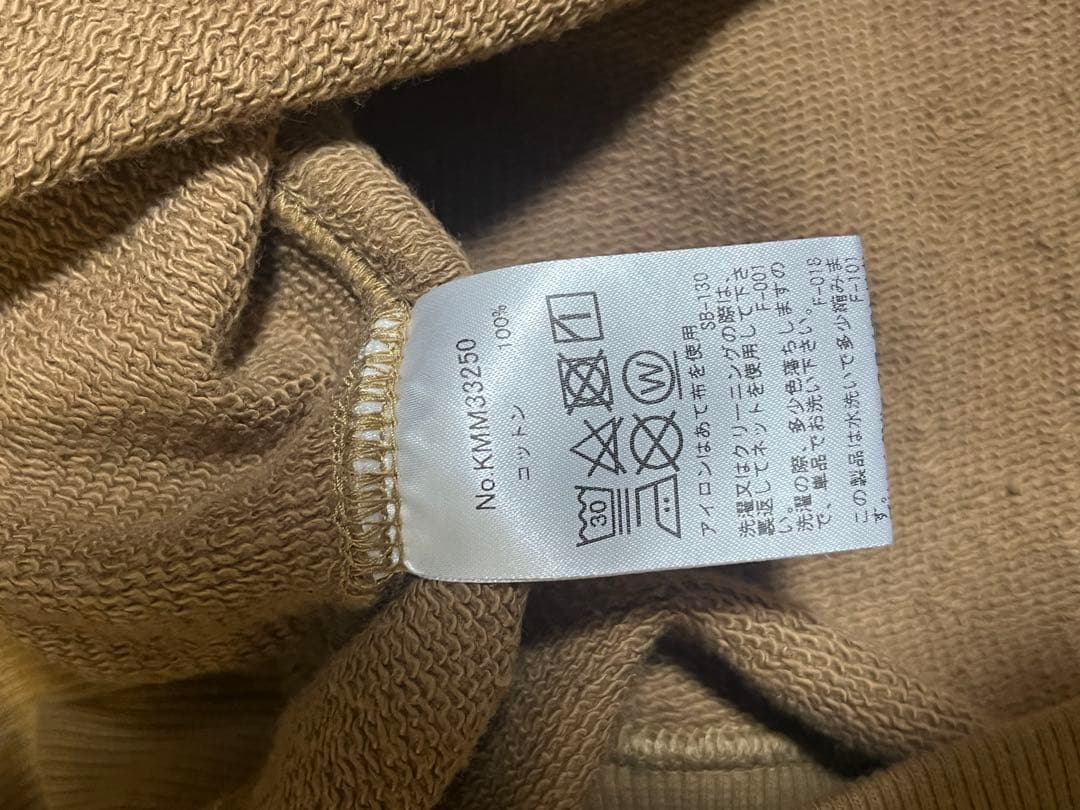 No.KMM33250
コットン 100%
30
W
アイロンはあて布を使用
SB-130
洗濯又はクリーニングの際は、
裏返してネットを使用して下さ
い。 F-001
洗濯の際、多少色落ちしますの
で、単品でお洗い下さい。
F-018
この製品は水洗いで多少縮みま
す。 F-101